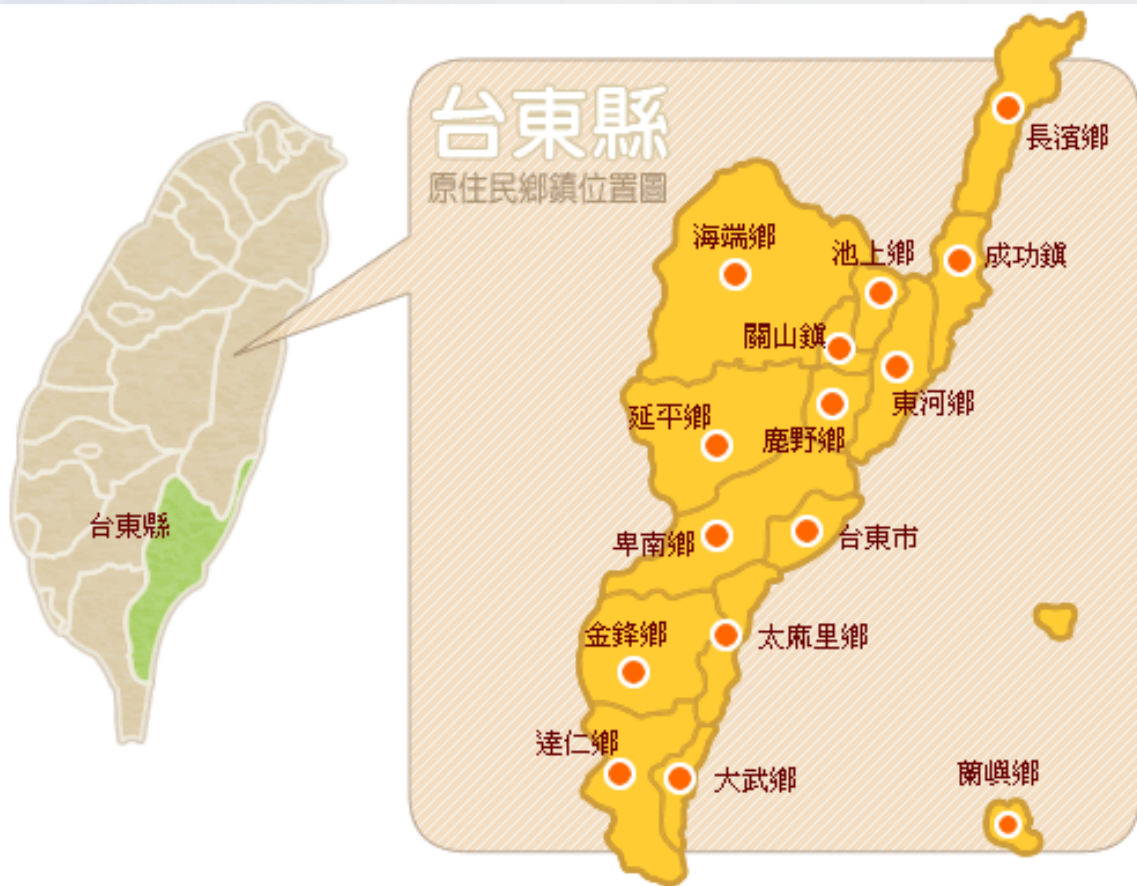 台東縣
原住民鄉鎮位置圖
長濱鄉
海端鄉
池上鄉
成功鎮
關山鎮
延平鄉
鹿野鄉
東河鄉
台東縣
卑南鄉
台東市
金鋒鄉
太麻里鄉
達仁鄉
大武鄉
蘭嶼鄉